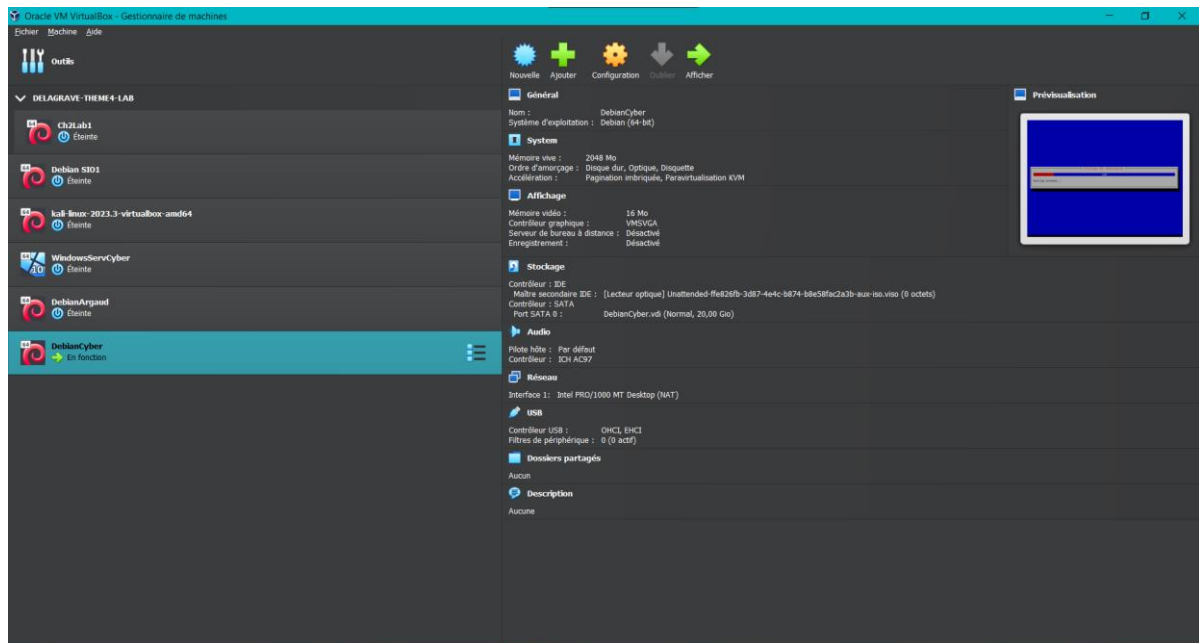 Oracle VM VirtualBox - Gestionnaire de machines
Fichier Machine Aide
Outils
Nouvelle Ajouter Configuration Oublier Afficher
DELAGRAVE-THEME4-LAB
64
Ch2Lab1
Éteinte
64
Debian SIO1
Éteinte
64
kali-linux-2023.3-virtualbox-amd64
Éteinte
64
10
WindowsServCyber
Éteinte
64
DebianArgaud
Éteinte
64
DebianCyber
En fonction
Général
Nom : DebianCyber
Système d'exploitation : Debian (64-bit)
System
Mémoire vive : 2048 Mo
Ordre d'amorçage : Disque dur, Optique, Disquette
Accélération : Pagination imbriquée, Paravirtualisation KVM
Affichage
Mémoire vidéo : 16 Mo
Contrôleur graphique : VMSVGA
Serveur de bureau à distance : Désactivé
Enregistrement : Désactivé
Stockage
Contrôleur : IDE
Maître secondaire IDE : [Lecteur optique] Unattended-ffe826fb-3d87-4e4c-b874-b8e58fac2a3b-aux-iso.viso (0 octets)
Contrôleur : SATA
Port SATA 0 : DebianCyber.vdi (Normal, 20,00 Gio)
Audio
Pilote hôte : Par défaut
Contrôleur : ICH AC97
Réseau
Interface 1: Intel PRO/1000 MT Desktop (NAT)
USB
Contrôleur USB : OHCI, EHCI
Filtres de périphérique : 0 (0 actif)
Dossiers partagés
Aucun
Description
Aucune
Prévisualisation